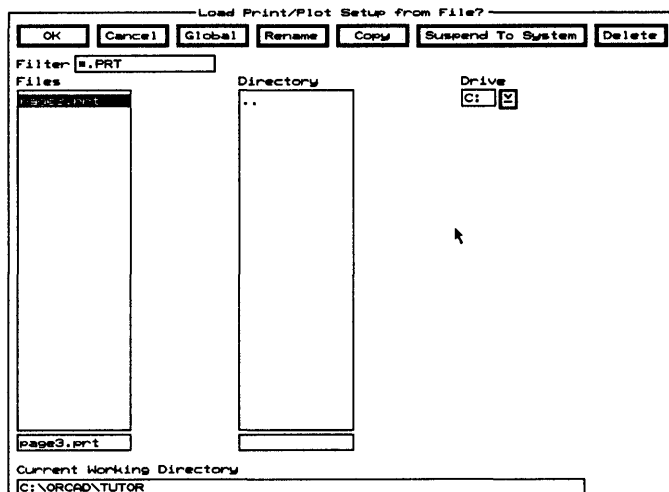 Load Print/Plot Setup from File?
OK Cancel Global Rename Copy Suspend To System Delete
Filter *.PRT
Files Directory Drive
.. C:
page3.prt
Current Working Directory
C:\ORCAD\TUTOR